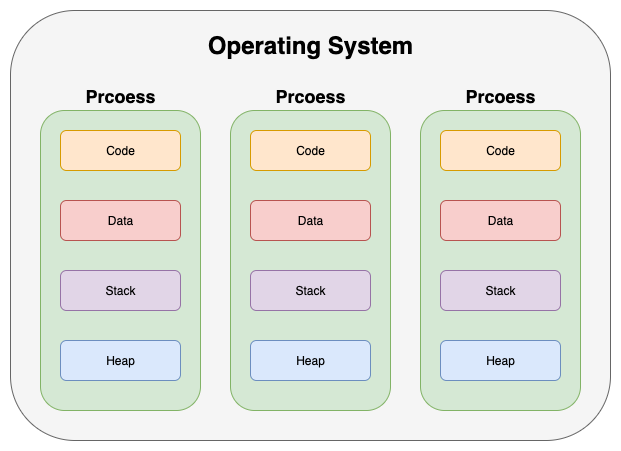 Operating System
Prcoess Prcoess Prcoess
Code Code Code
Data Data Data
Stack Stack Stack
Heap Heap Heap